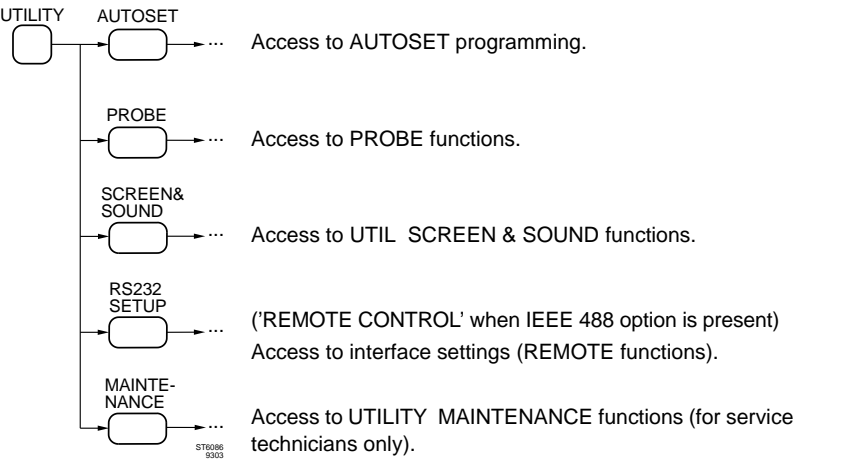 UTILITY
AUTOSET
... Access to AUTOSET programming.
PROBE
... Access to PROBE functions.
SCREEN&
SOUND
... Access to UTIL SCREEN & SOUND functions.
RS232
SETUP
('REMOTE CONTROL' when IEEE 488 option is present)
... Access to interface settings (REMOTE functions).
MAINTE-
NANCE
... Access to UTILITY MAINTENANCE functions (for service
technicians only).
ST6086
9303